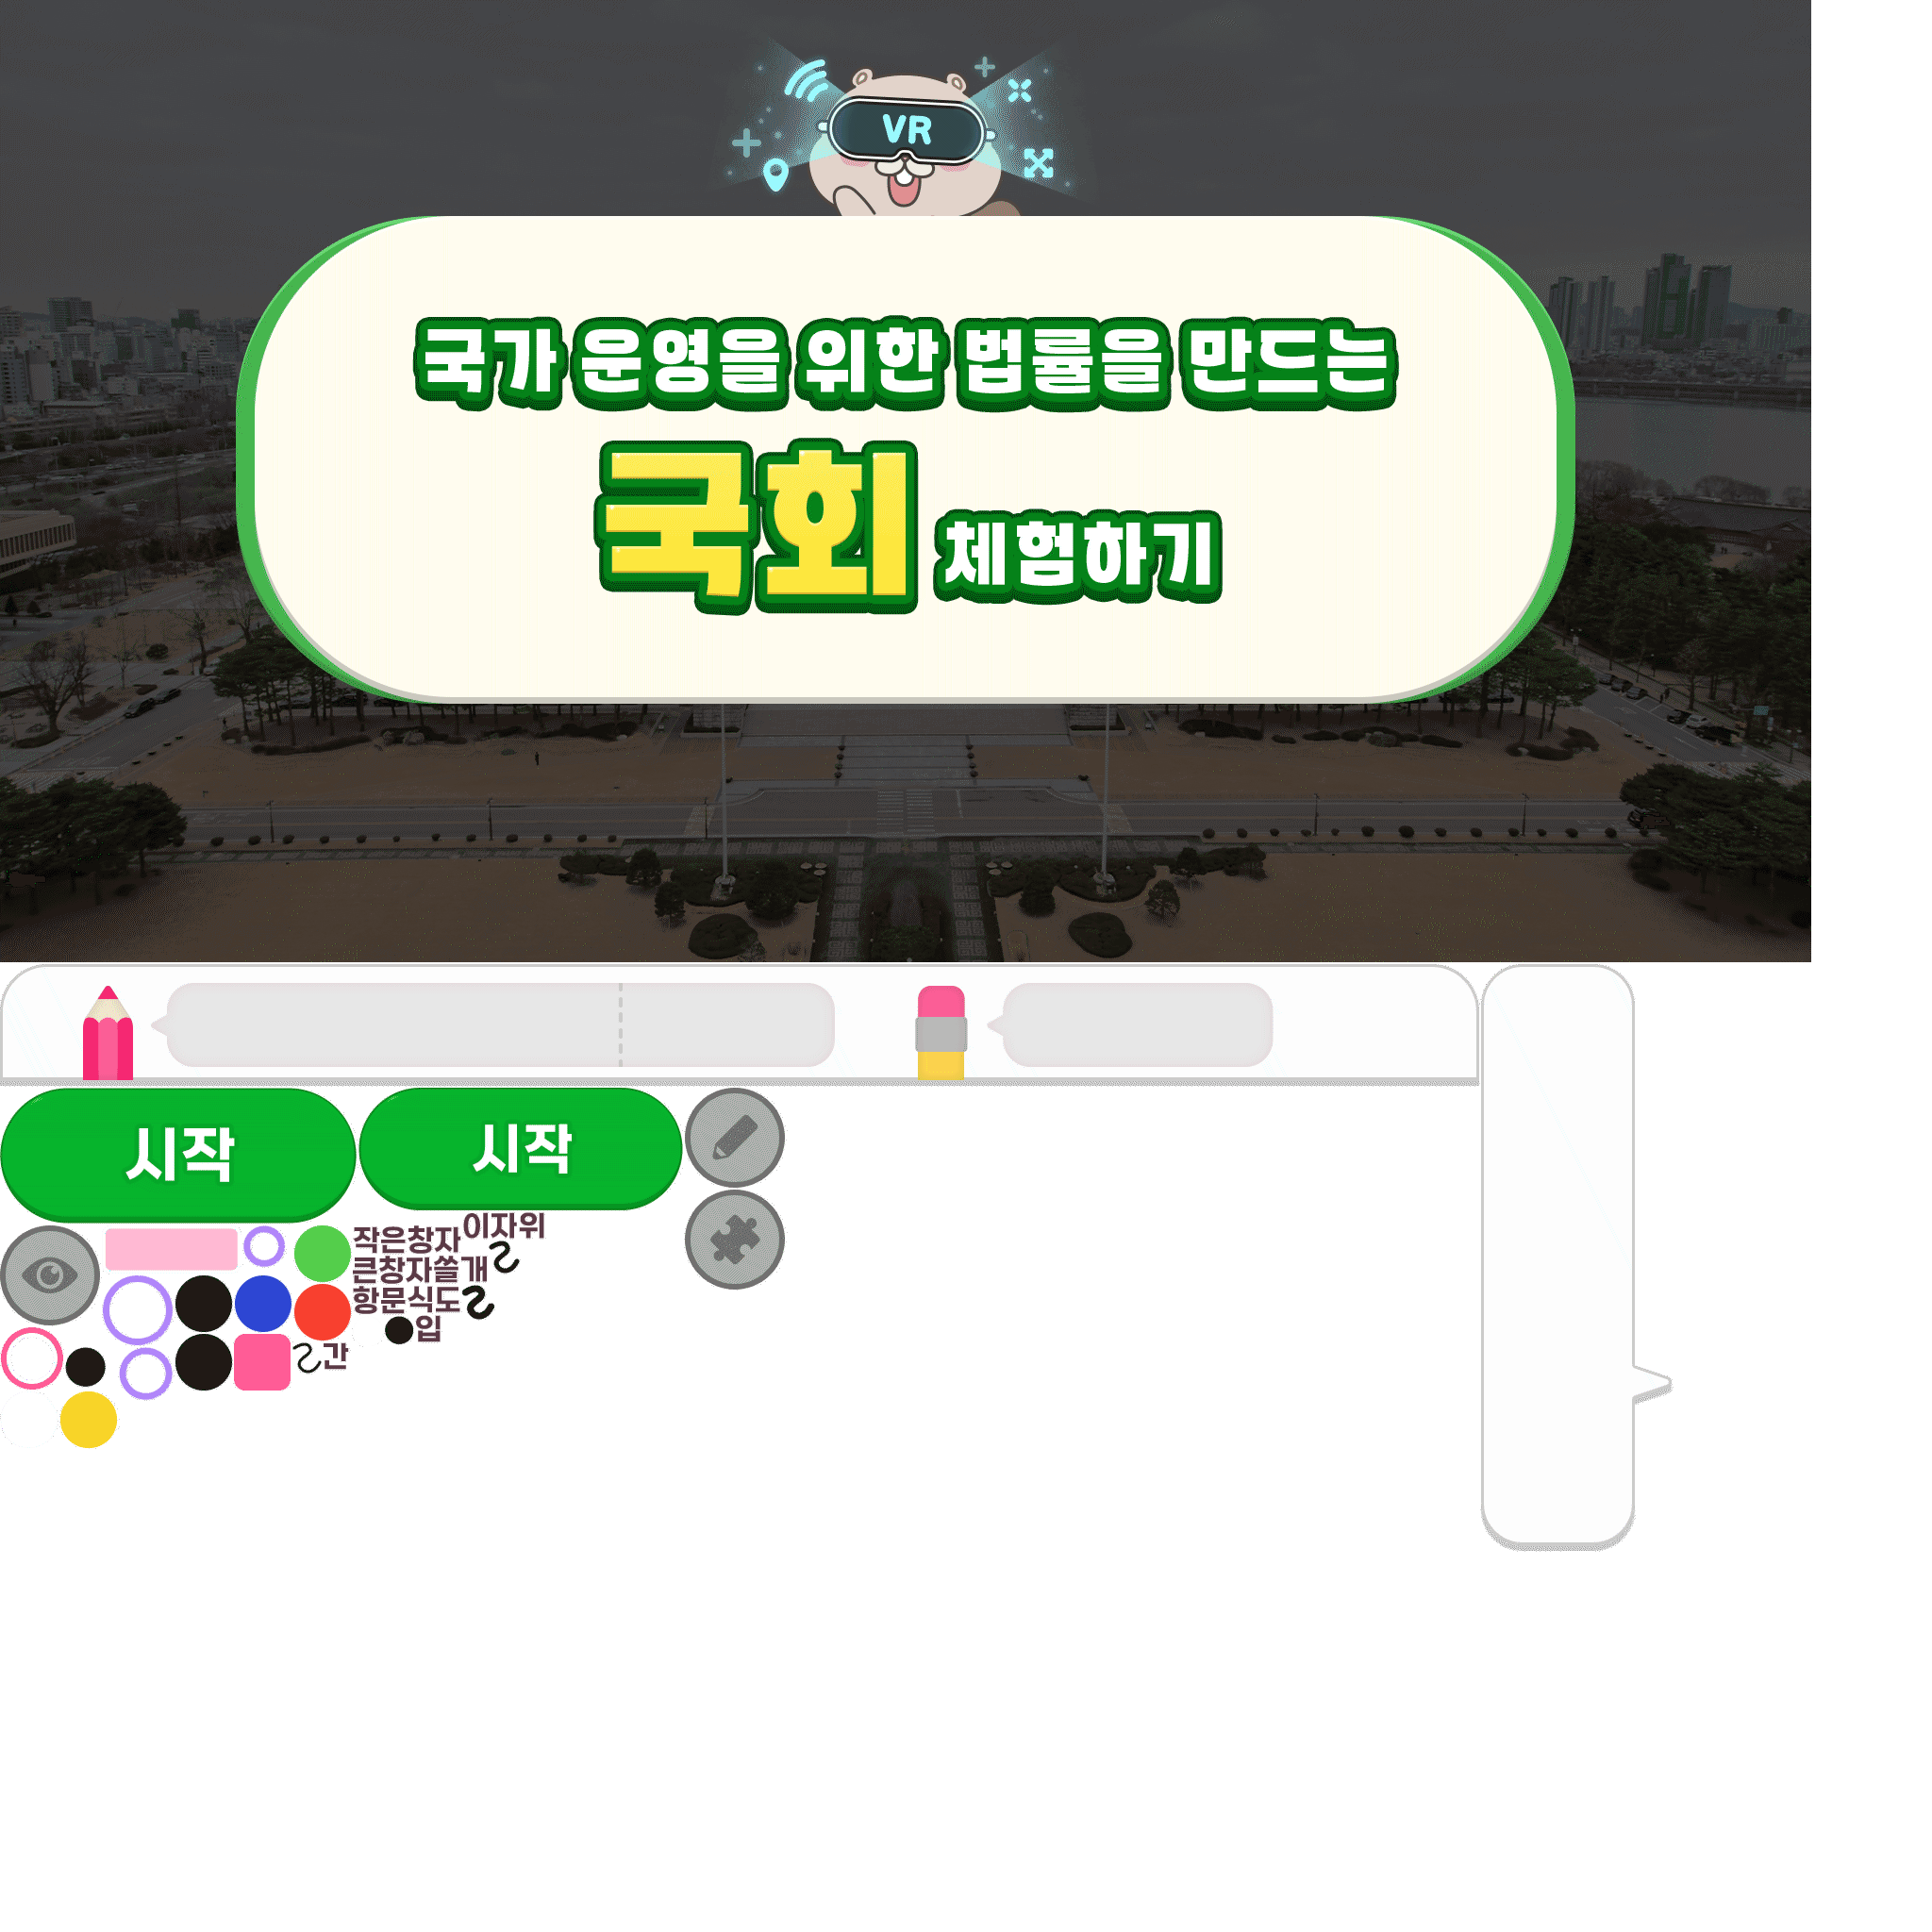 VR
국가 운영을 위한 법률을 만드는
국회 체험하기
시작
시작
작은창자
이자위
큰창자쓸개
항문식도
입
간